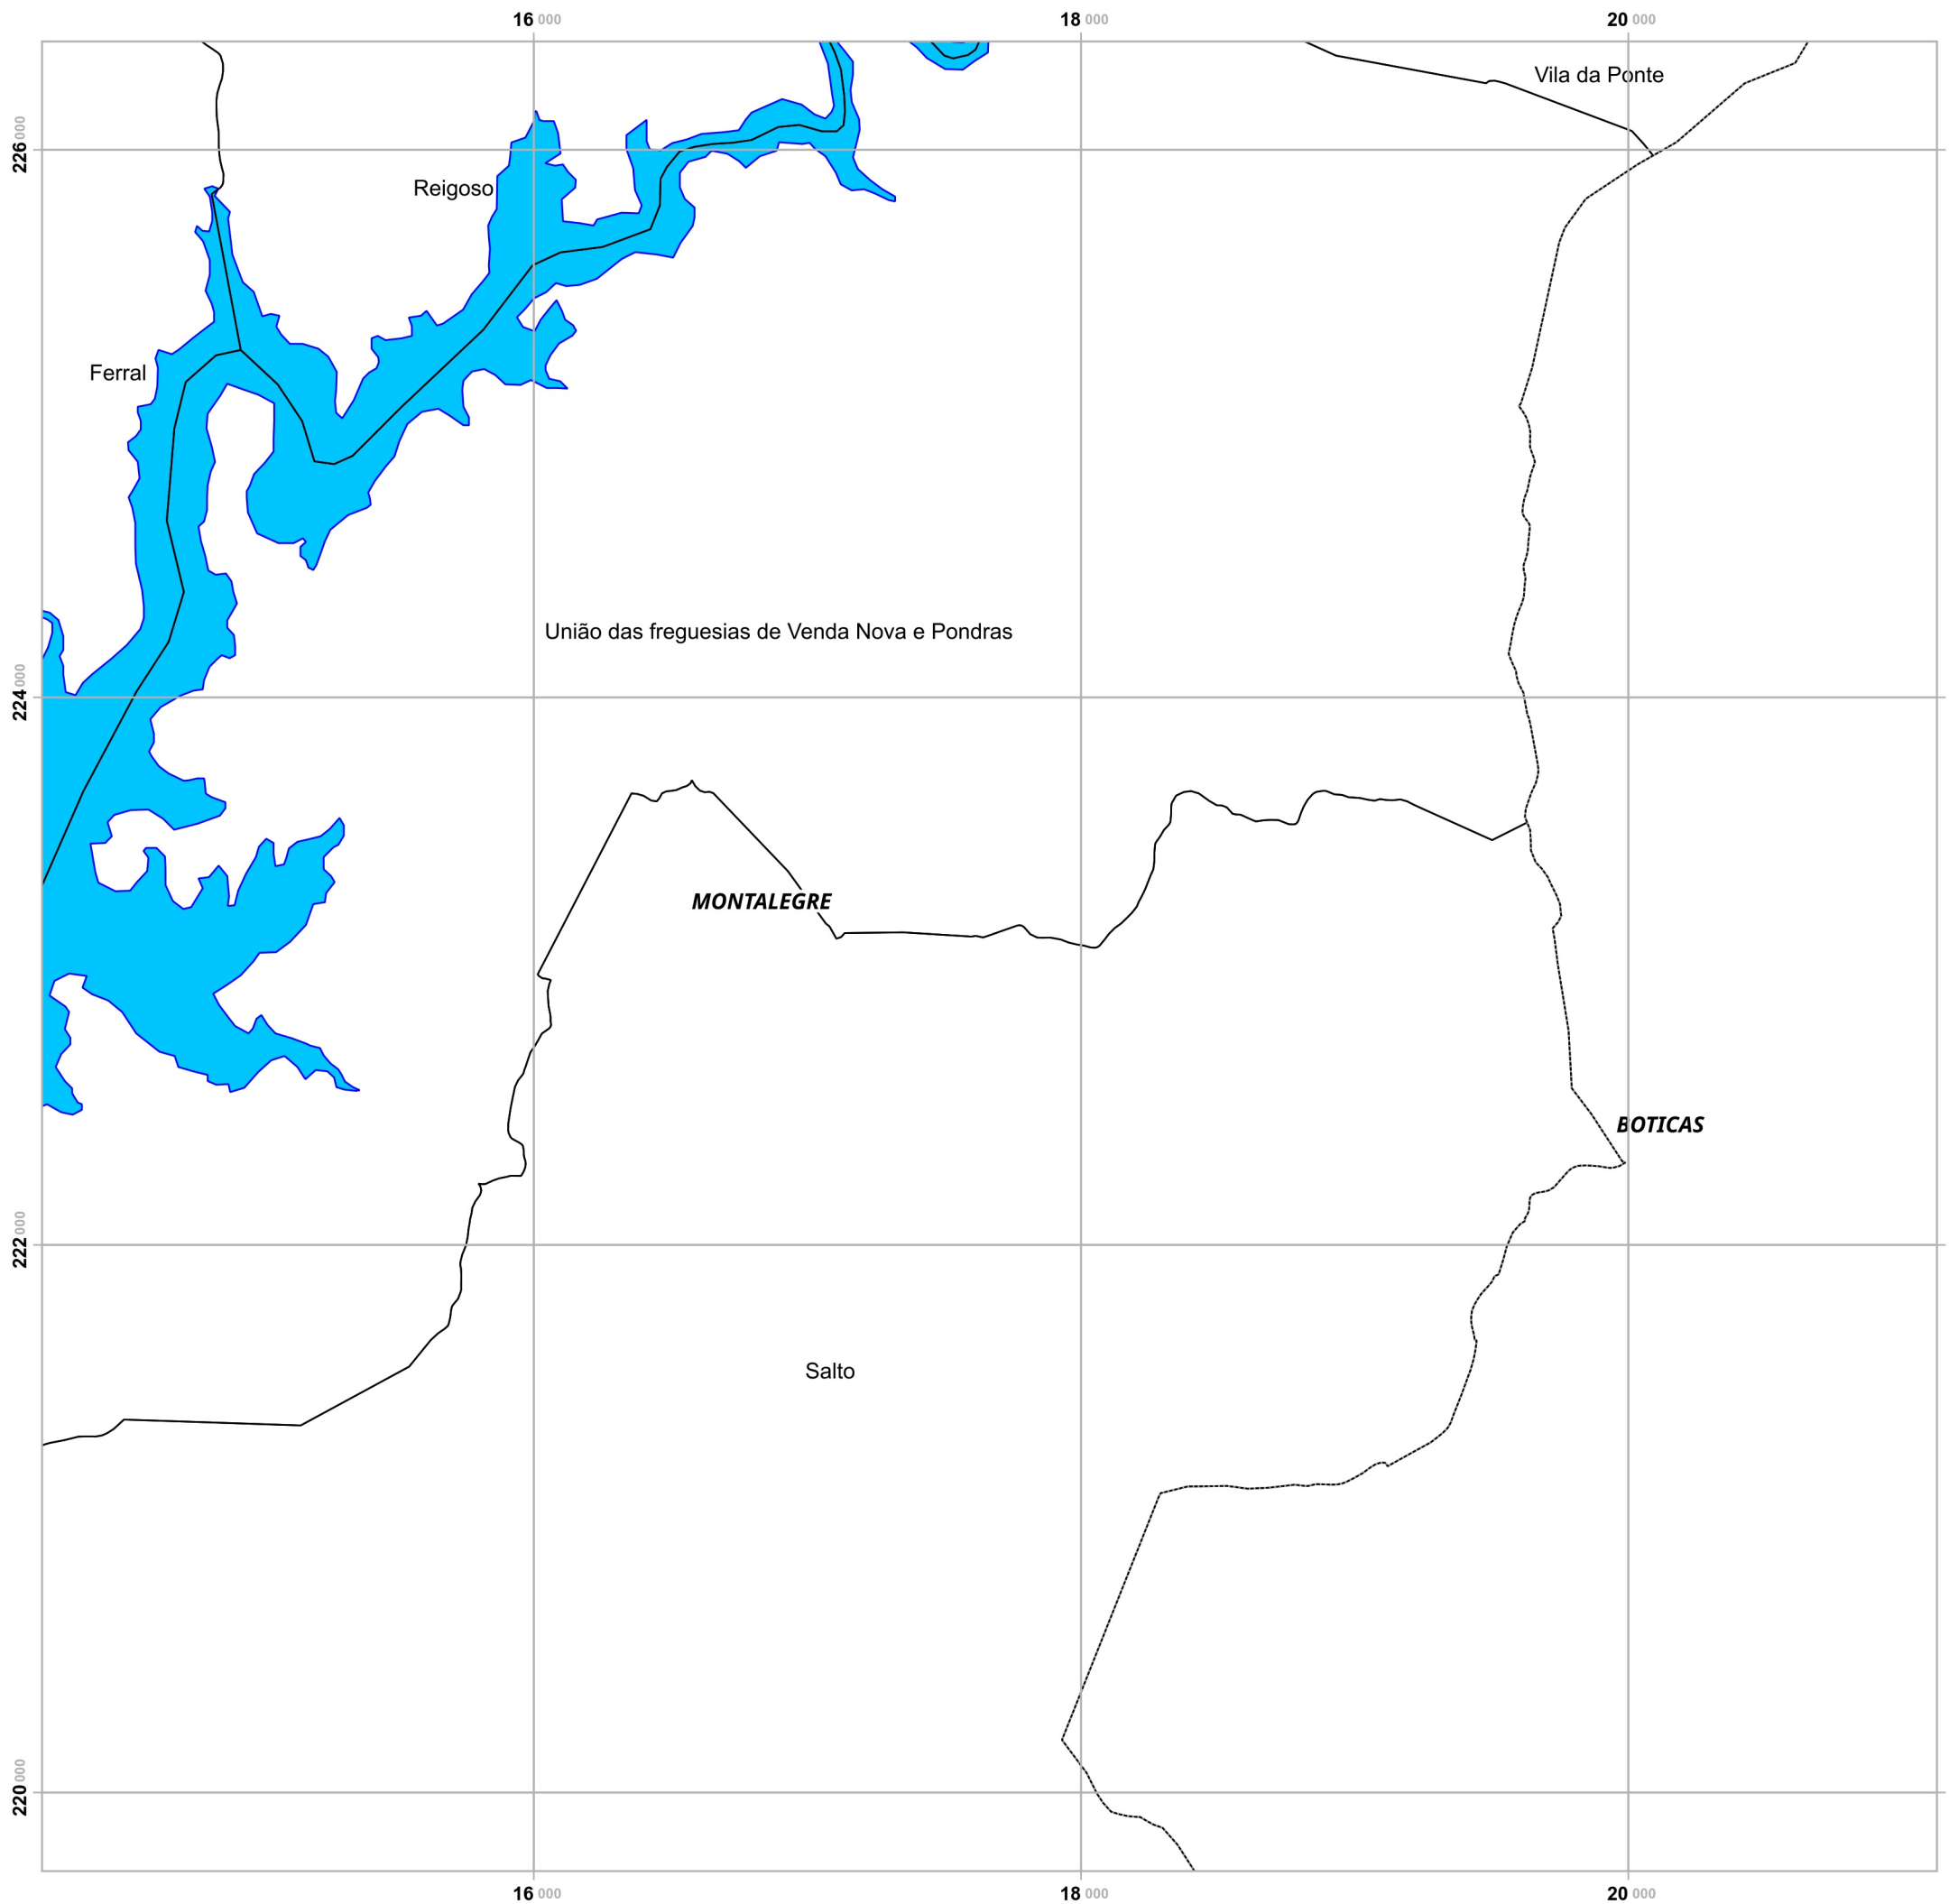 16 000 18 000 20 000
Vila da Ponte
226 000
Reigoso
Ferral
União das freguesias de Venda Nova e Pondras
224 000
MONTALEGRE
BOTICAS
222 000
Salto
220 000
16 000 18 000 20 000